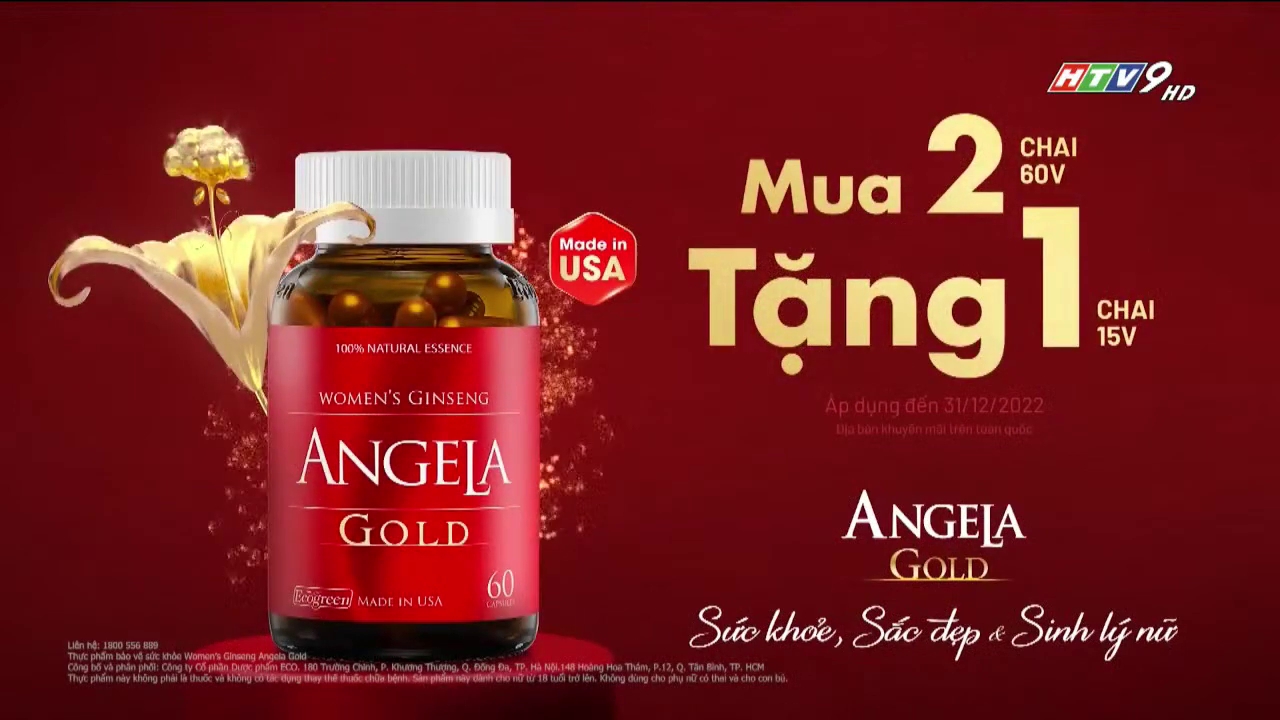 HTV9 HD
Mua 2 CHAI 60V
Tặng 1 CHAI 15V
Áp dụng đến 31/12/2022
Địa bàn khuyến mãi trên toàn quốc
Made in
USA
100% NATURAL ESSENCE
WOMEN'S GINSENG
ANGELA
GOLD
Ecogreen MADE IN USA
60
CAPSULES
ANGELA
GOLD
Sức khỏe, Sắc đẹp & Sinh lý nữ
Liên hệ: 1800 556 889
Thực phẩm bảo vệ sức khỏe Women's Ginseng Angela Gold
Công bố và phân phối: Công ty Cổ phần Dược phẩm ECO. 180 Trường Chinh, P. Khương Thượng, Q. Đống Đa, TP. Hà Nội.148 Hoàng Hoa Thám, P.12, Q. Tân Bình, TP. HCM
Thực phẩm này không phải là thuốc và không có tác dụng thay thế thuốc chữa bệnh. Sản phẩm này dành cho nữ từ 18 tuổi trở lên. Không dùng cho phụ nữ có thai và cho con bú.